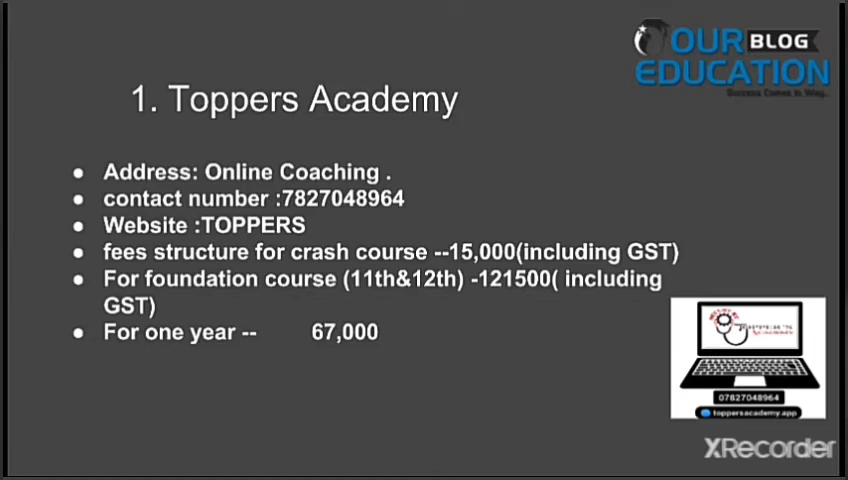 OUR BLOG
EDUCATION
Success Comes In Way...
1. Toppers Academy
● Address: Online Coaching .
● contact number :7827048964
● Website :TOPPERS
● fees structure for crash course --15,000(including GST)
● For foundation course (11th&12th) -121500( including
GST)
● For one year -- 67,000
07827048964
toppersacademy.app
XRecorder